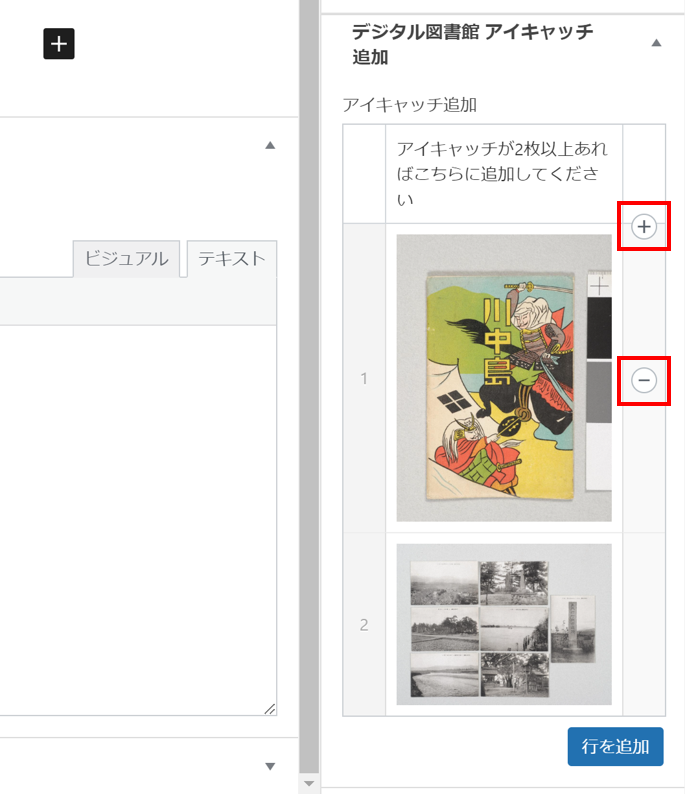 デジタル図書館 アイキャッチ
追加
アイキャッチ追加
アイキャッチが2枚以上あれ
ばこちらに追加してくださ
い
ビジュアル
テキスト
1
川中島
2
行を追加